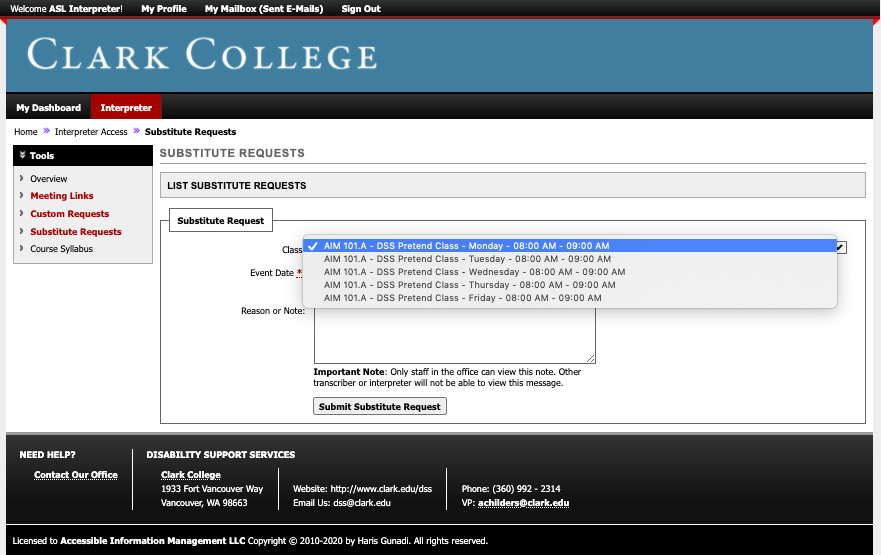 Welcome ASL Interpreter! My Profile My Mailbox (Sent E-Mails) Sign Out
CLARK COLLEGE
My Dashboard Interpreter
Home » Interpreter Access » Substitute Requests
Tools
Overview
Meeting Links
Custom Requests
Substitute Requests
Course Syllabus
SUBSTITUTE REQUESTS
LIST SUBSTITUTE REQUESTS
Substitute Request
Class
✓ AIM 101.A - DSS Pretend Class - Monday - 08:00 AM - 09:00 AM
AIM 101.A - DSS Pretend Class - Tuesday - 08:00 AM - 09:00 AM
AIM 101.A - DSS Pretend Class - Wednesday - 08:00 AM - 09:00 AM
AIM 101.A - DSS Pretend Class - Thursday - 08:00 AM - 09:00 AM
AIM 101.A - DSS Pretend Class - Friday - 08:00 AM - 09:00 AM
Event Date *
Reason or Note:
Important Note: Only staff in the office can view this note. Other
transcriber or interpreter will not be able to view this message.
Submit Substitute Request
NEED HELP?
Contact Our Office
DISABILITY SUPPORT SERVICES
Clark College
1933 Fort Vancouver Way
Vancouver, WA 98663
Website: http://www.clark.edu/dss
Email Us: dss@clark.edu
Phone: (360) 992 - 2314
VP: achilders@clark.edu
Licensed to Accessible Information Management LLC Copyright © 2010-2020 by Haris Gunadi. All rights reserved.